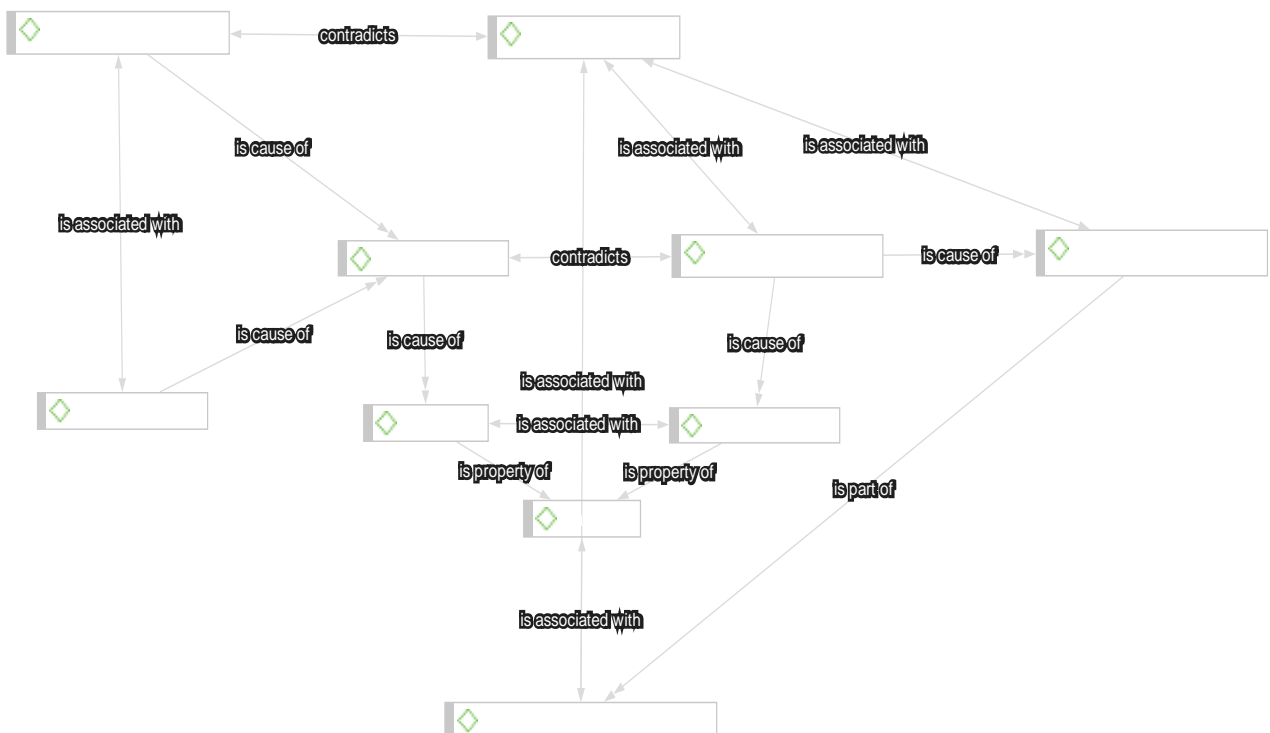 contradicts
is cause of
is associated with
is associated with
is associated with
contradicts
is cause of
is cause of
is cause of
is cause of
is associated with
is associated with
is property of
is property of
is part of
is associated with